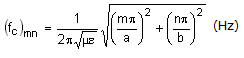 (f_c)_mn = 1/(2π√με) √((mπ/a)² + (nπ/b)²) (Hz)